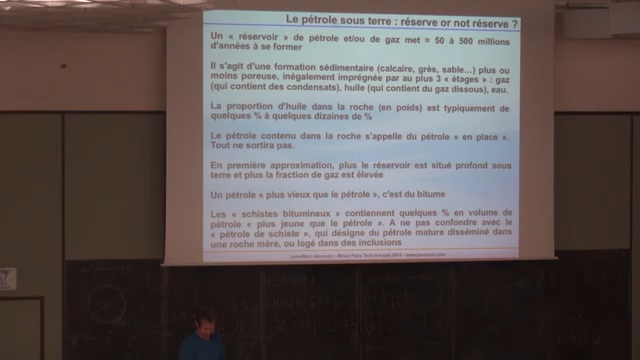 Le pétrole sous terre : réserve or not réserve ?
Un « réservoir » de pétrole et/ou de gaz met ≈ 50 à 500 millions
d'années à se former
Il s'agit d'une formation sédimentaire (calcaire, grès, sable…) plus ou
moins poreuse, inégalement imprégnée par au plus 3 « étages » : gaz
(qui contient des condensats), huile (qui contient du gaz dissous), eau.
La proportion d'huile dans la roche (en poids) est typiquement de
quelques % à quelques dizaines de %
Le pétrole contenu dans la roche s'appelle du pétrole « en place ».
Tout ne sortira pas.
En première approximation, plus le réservoir est situé profond sous
terre et plus la fraction de gaz est élevée
Un pétrole « plus vieux que le pétrole », c'est du bitume
Les « schistes bitumineux » contiennent quelques % en volume de
pétrole « plus jeune que le pétrole ». A ne pas confondre avec le
« pétrole de schiste », qui désigne du pétrole mature disséminé dans
une roche mère, ou logé dans des inclusions